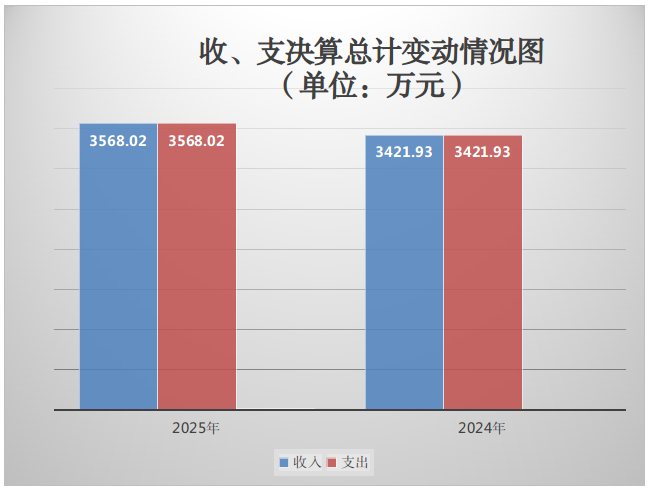 收、支决算总计变动情况图
（单位：万元）
3568.02 3568.02 3421.93 3421.93
2025年 2024年
收入 支出